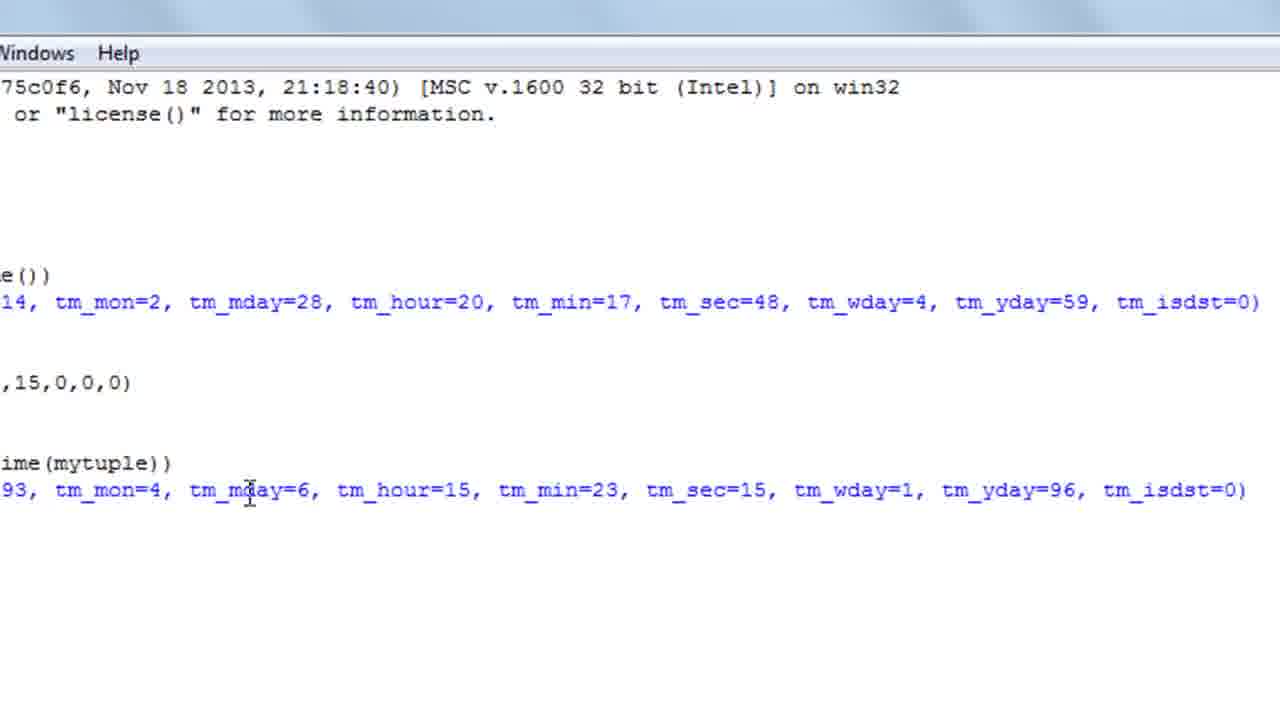 Windows Help
75c0f6, Nov 18 2013, 21:18:40) [MSC v.1600 32 bit (Intel)] on win32
or "license()" for more information.
e())
14, tm_mon=2, tm_mday=28, tm_hour=20, tm_min=17, tm_sec=48, tm_wday=4, tm_yday=59, tm_isdst=0)
,15,0,0,0)
ime(mytuple))
93, tm_mon=4, tm_mday=6, tm_hour=15, tm_min=23, tm_sec=15, tm_wday=1, tm_yday=96, tm_isdst=0)